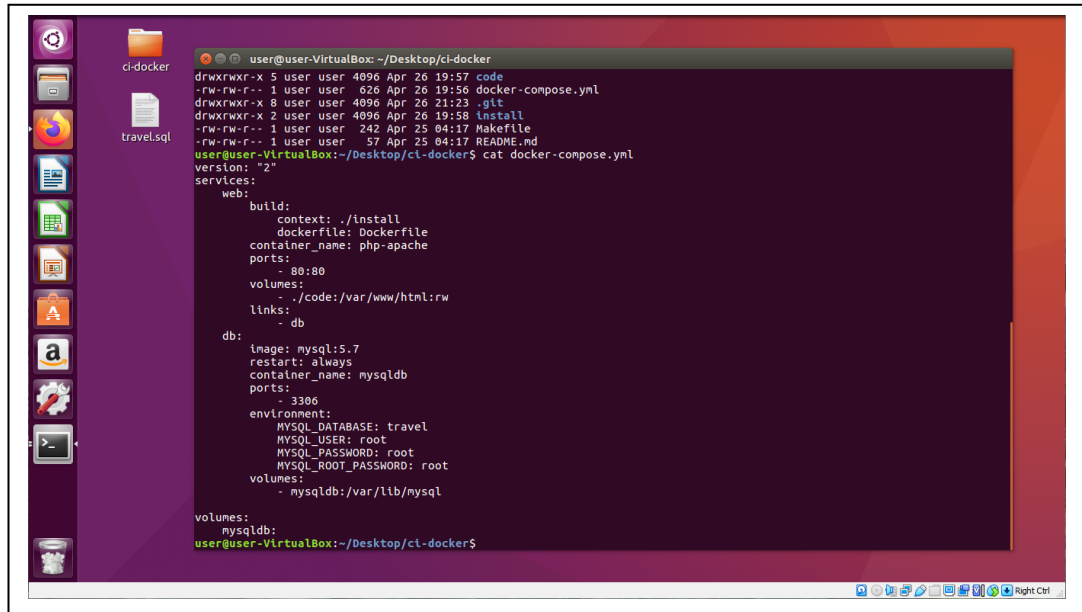 ci-docker
travel.sql
user@user-VirtualBox: ~/Desktop/ci-docker
drwxrwxr-x 5 user user 4096 Apr 26 19:57 code
-rw-rw-r-- 1 user user  626 Apr 26 19:56 docker-compose.yml
drwxrwxr-x 8 user user 4096 Apr 26 21:23 .git
drwxrwxr-x 2 user user 4096 Apr 26 19:58 install
-rw-rw-r-- 1 user user  242 Apr 25 04:17 Makefile
-rw-rw-r-- 1 user user   57 Apr 25 04:17 README.md
user@user-VirtualBox:~/Desktop/ci-docker$ cat docker-compose.yml
version: "2"
services:
    web:
        build:
            context: ./install
            dockerfile: Dockerfile
        container_name: php-apache
        ports:
            - 80:80
        volumes:
            - ./code:/var/www/html:rw
        links:
            - db
    db:
        image: mysql:5.7
        restart: always
        container_name: mysqldb
        ports:
            - 3306
        environment:
            MYSQL_DATABASE: travel
            MYSQL_USER: root
            MYSQL_PASSWORD: root
            MYSQL_ROOT_PASSWORD: root
        volumes:
            - mysqldb:/var/lib/mysql

volumes:
    mysqldb:
user@user-VirtualBox:~/Desktop/ci-docker$
Right Ctrl